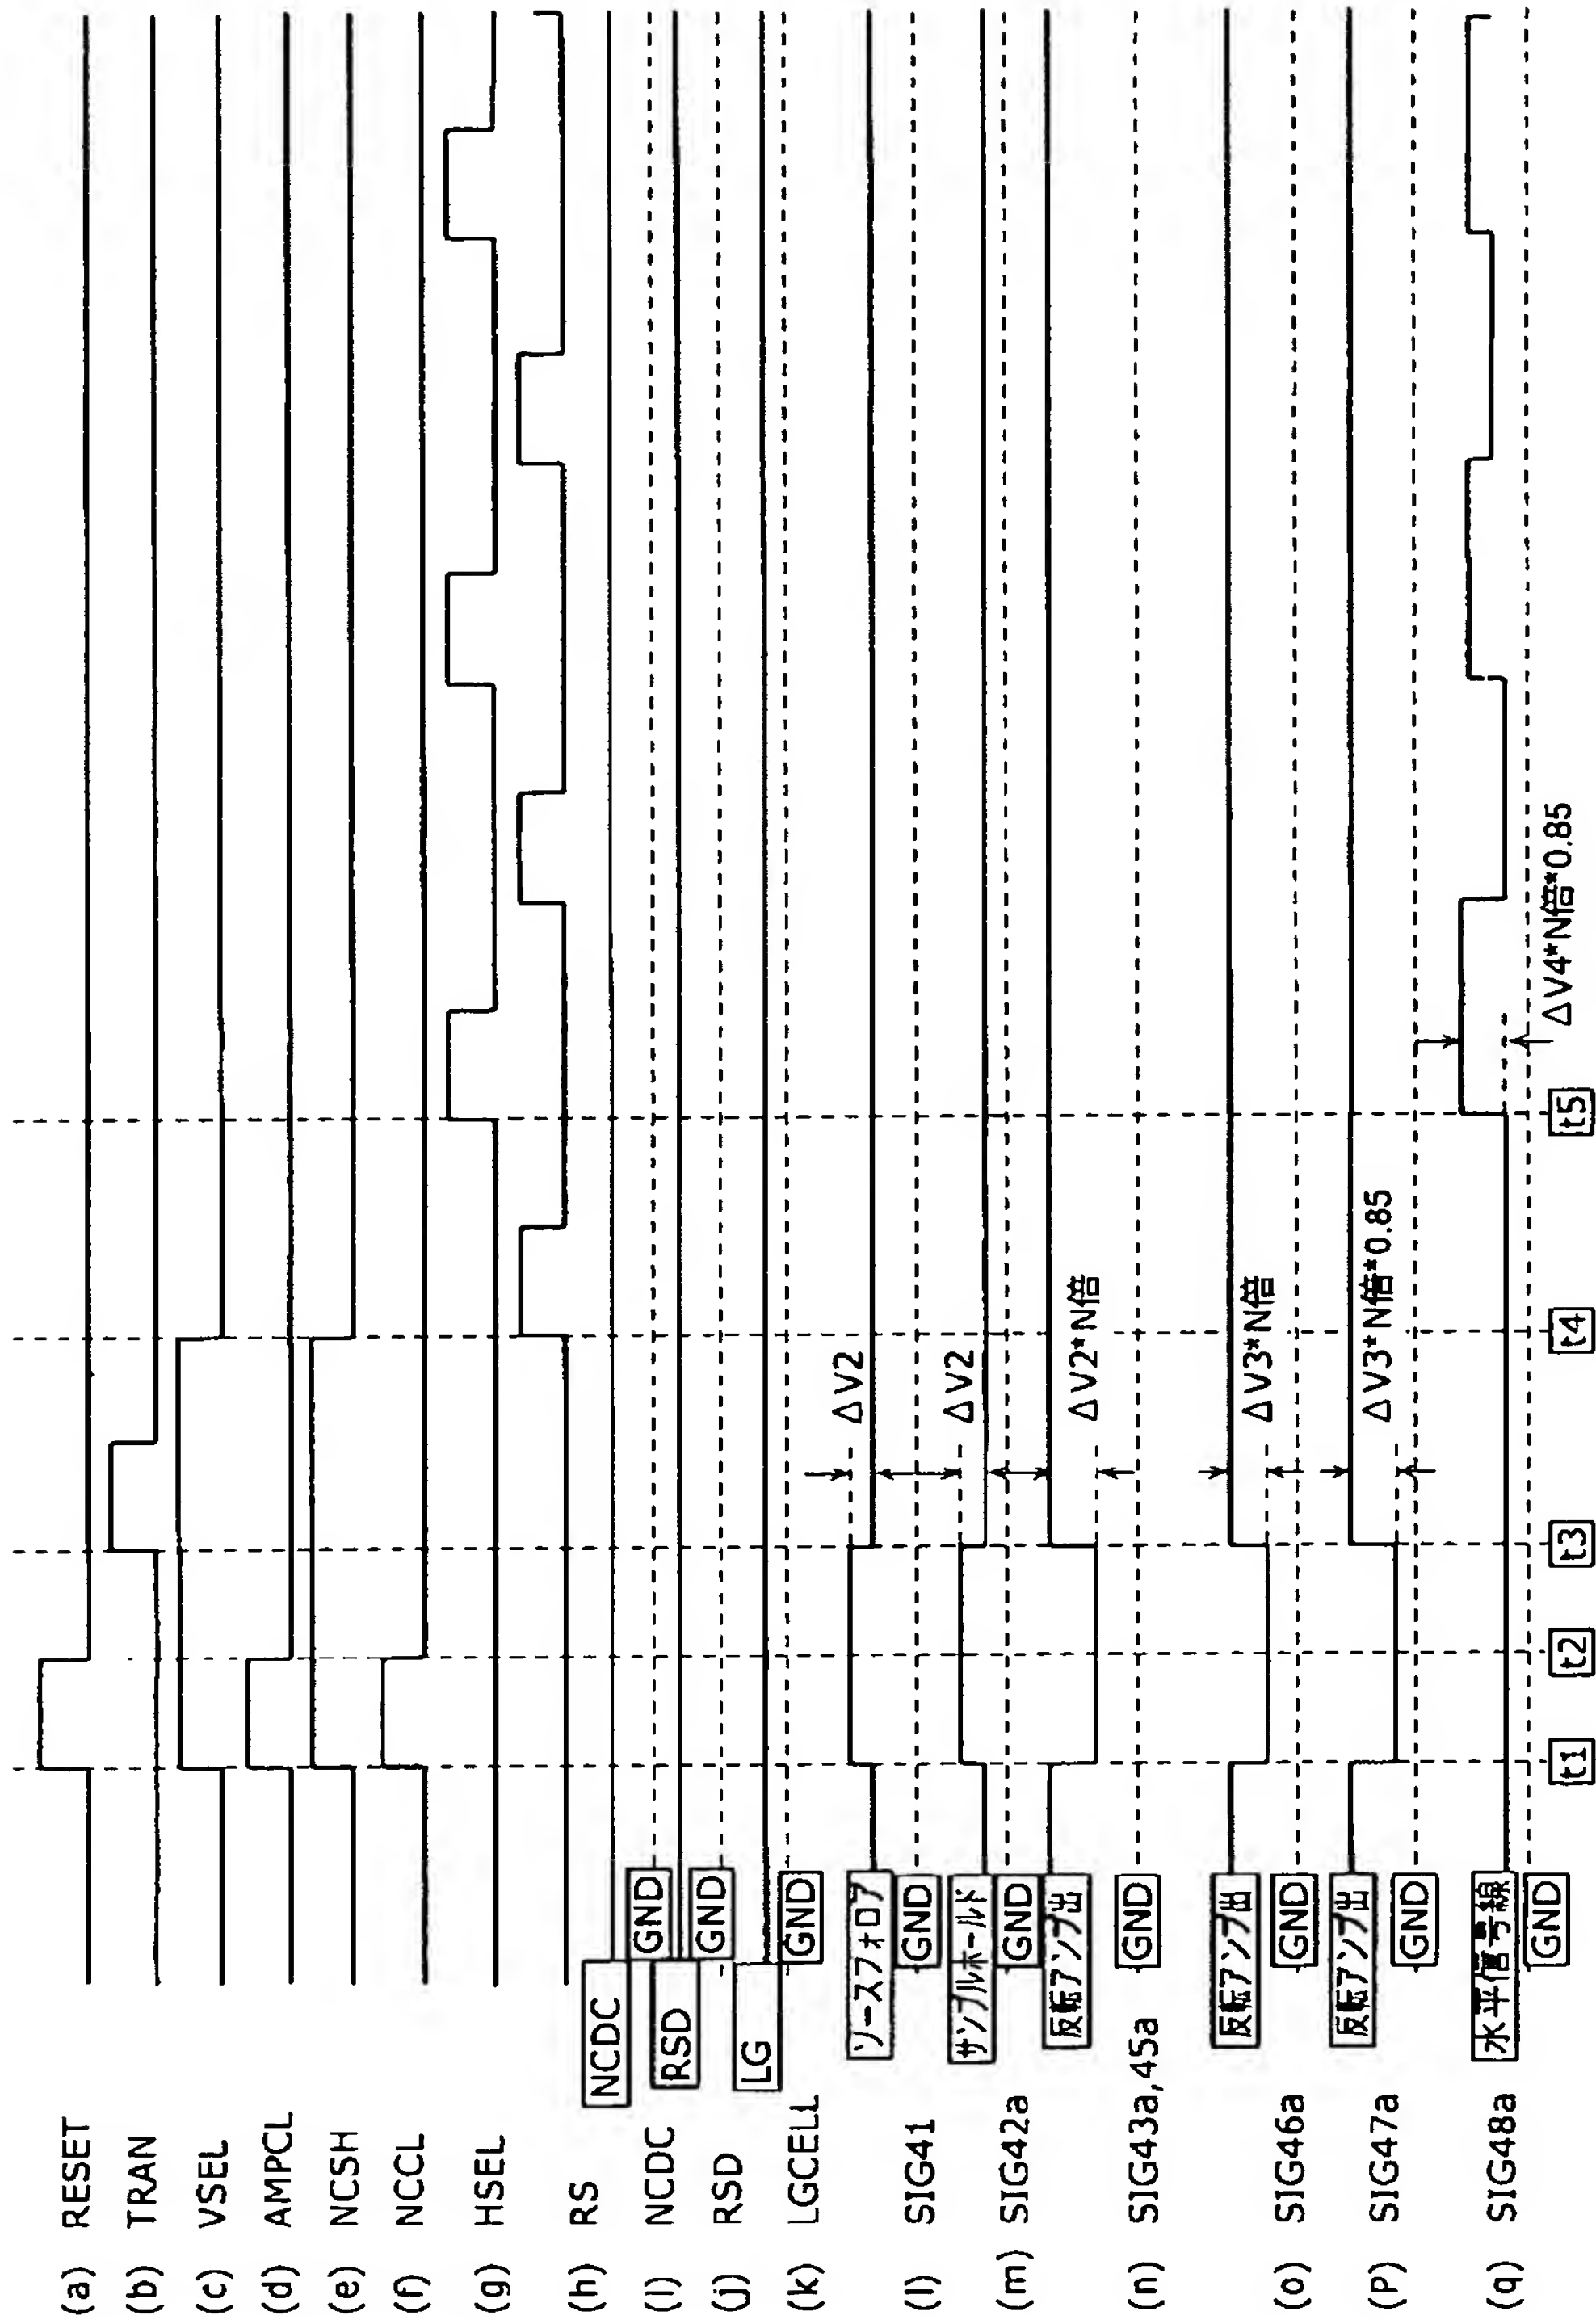 (a) RESET
(b) TRAN
(c) VSEL
(d) AMPCL
(e) NCSH
(f) NCCL
(g) HSEL
(h) RS
NCDC
(I) NCDC
GND
RSD
(j) RSD
GND
LG
(k) LGCELL
GND
ソースフォロア
ΔV2
(l) SIG41
GND
サンプルホールド
ΔV2
(m) SIG42a
GND
反転アンプ出
ΔV2*N倍
(n) SIG43a,45a
GND
反転アンプ出
ΔV3*N倍
(o) SIG46a
GND
反転アンプ出
ΔV3*N倍*0.85
(P) SIG47a
GND
水平信号線
(q) SIG48a
GND
ΔV4*N倍*0.85
t1
t2
t3
t4
t5